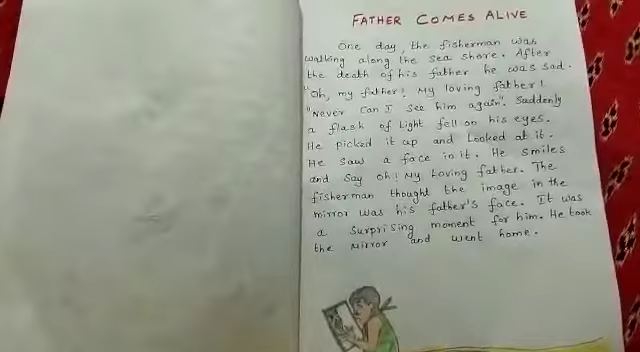 FATHER COMES ALIVE
One day, the fisherman was
walking along the sea shore. After
the death of his father he was sad.
"Oh, my father! My loving father!
"Never can I see him again". Suddenly
a flash of light fell on his eyes.
He picked it up and looked at it.
He saw a face in it. He smiles
and say oh! My loving father. The
fisherman thought the image in the
mirror was his father's face. It was
a surprising moment for him. He took
the mirror and went home.